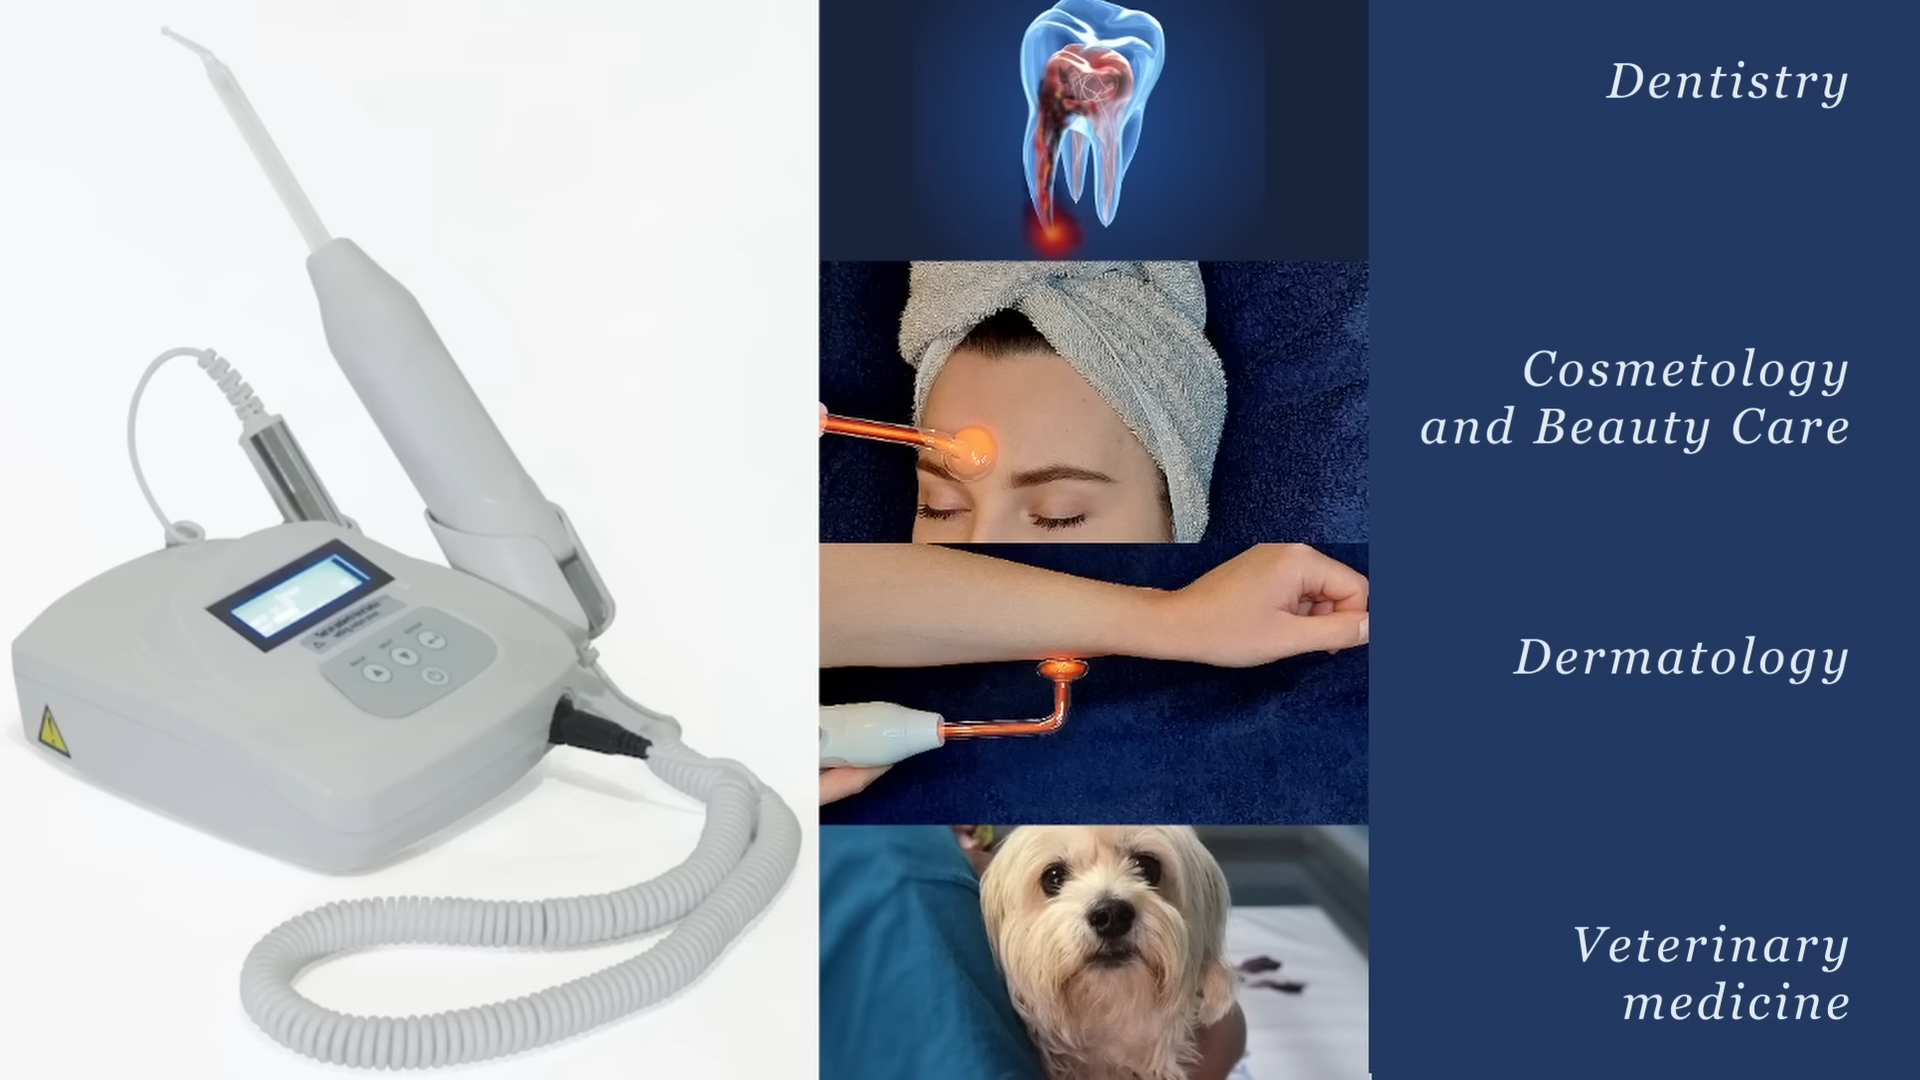 Dentistry
Cosmetology
and Beauty Care
Dermatology
Veterinary
medicine